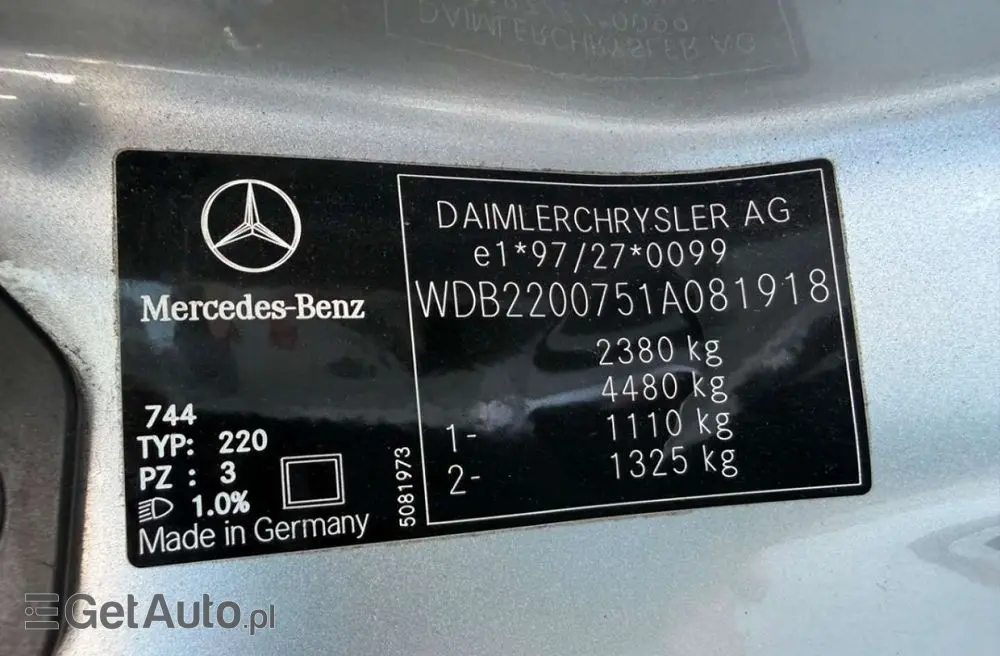 Mercedes-Benz
744
TYP: 220
PZ : 3
1.0%
Made in Germany
5081973
DAIMLERCHRYSLER AG
e1*97/27*0099
WDB2200751A081918
2380 kg
4480 kg
1- 1110 kg
2- 1325 kg
GetAuto.pl